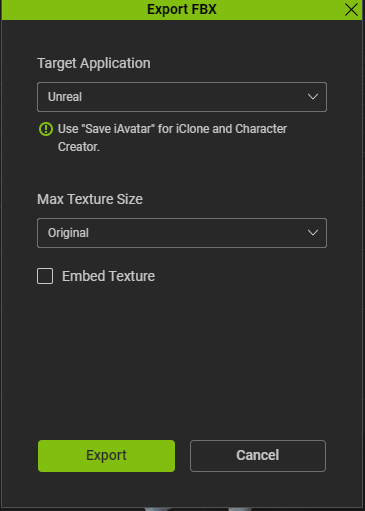 Export FBX
Target Application
Unreal
Use "Save iAvatar" for iClone and Character
Creator.
Max Texture Size
Original
Embed Texture
Export
Cancel